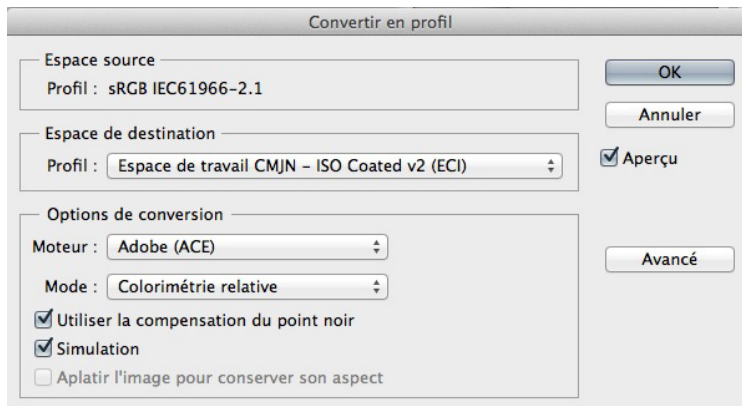 Convertir en profil
Espace source
Profil : sRGB IEC61966-2.1
OK
Annuler
Espace de destination
Profil : Espace de travail CMJN - ISO Coated v2 (ECI)
Aperçu
Options de conversion
Moteur : Adobe (ACE)
Avancé
Mode : Colorimétrie relative
Utiliser la compensation du point noir
Simulation
Aplatir l'image pour conserver son aspect